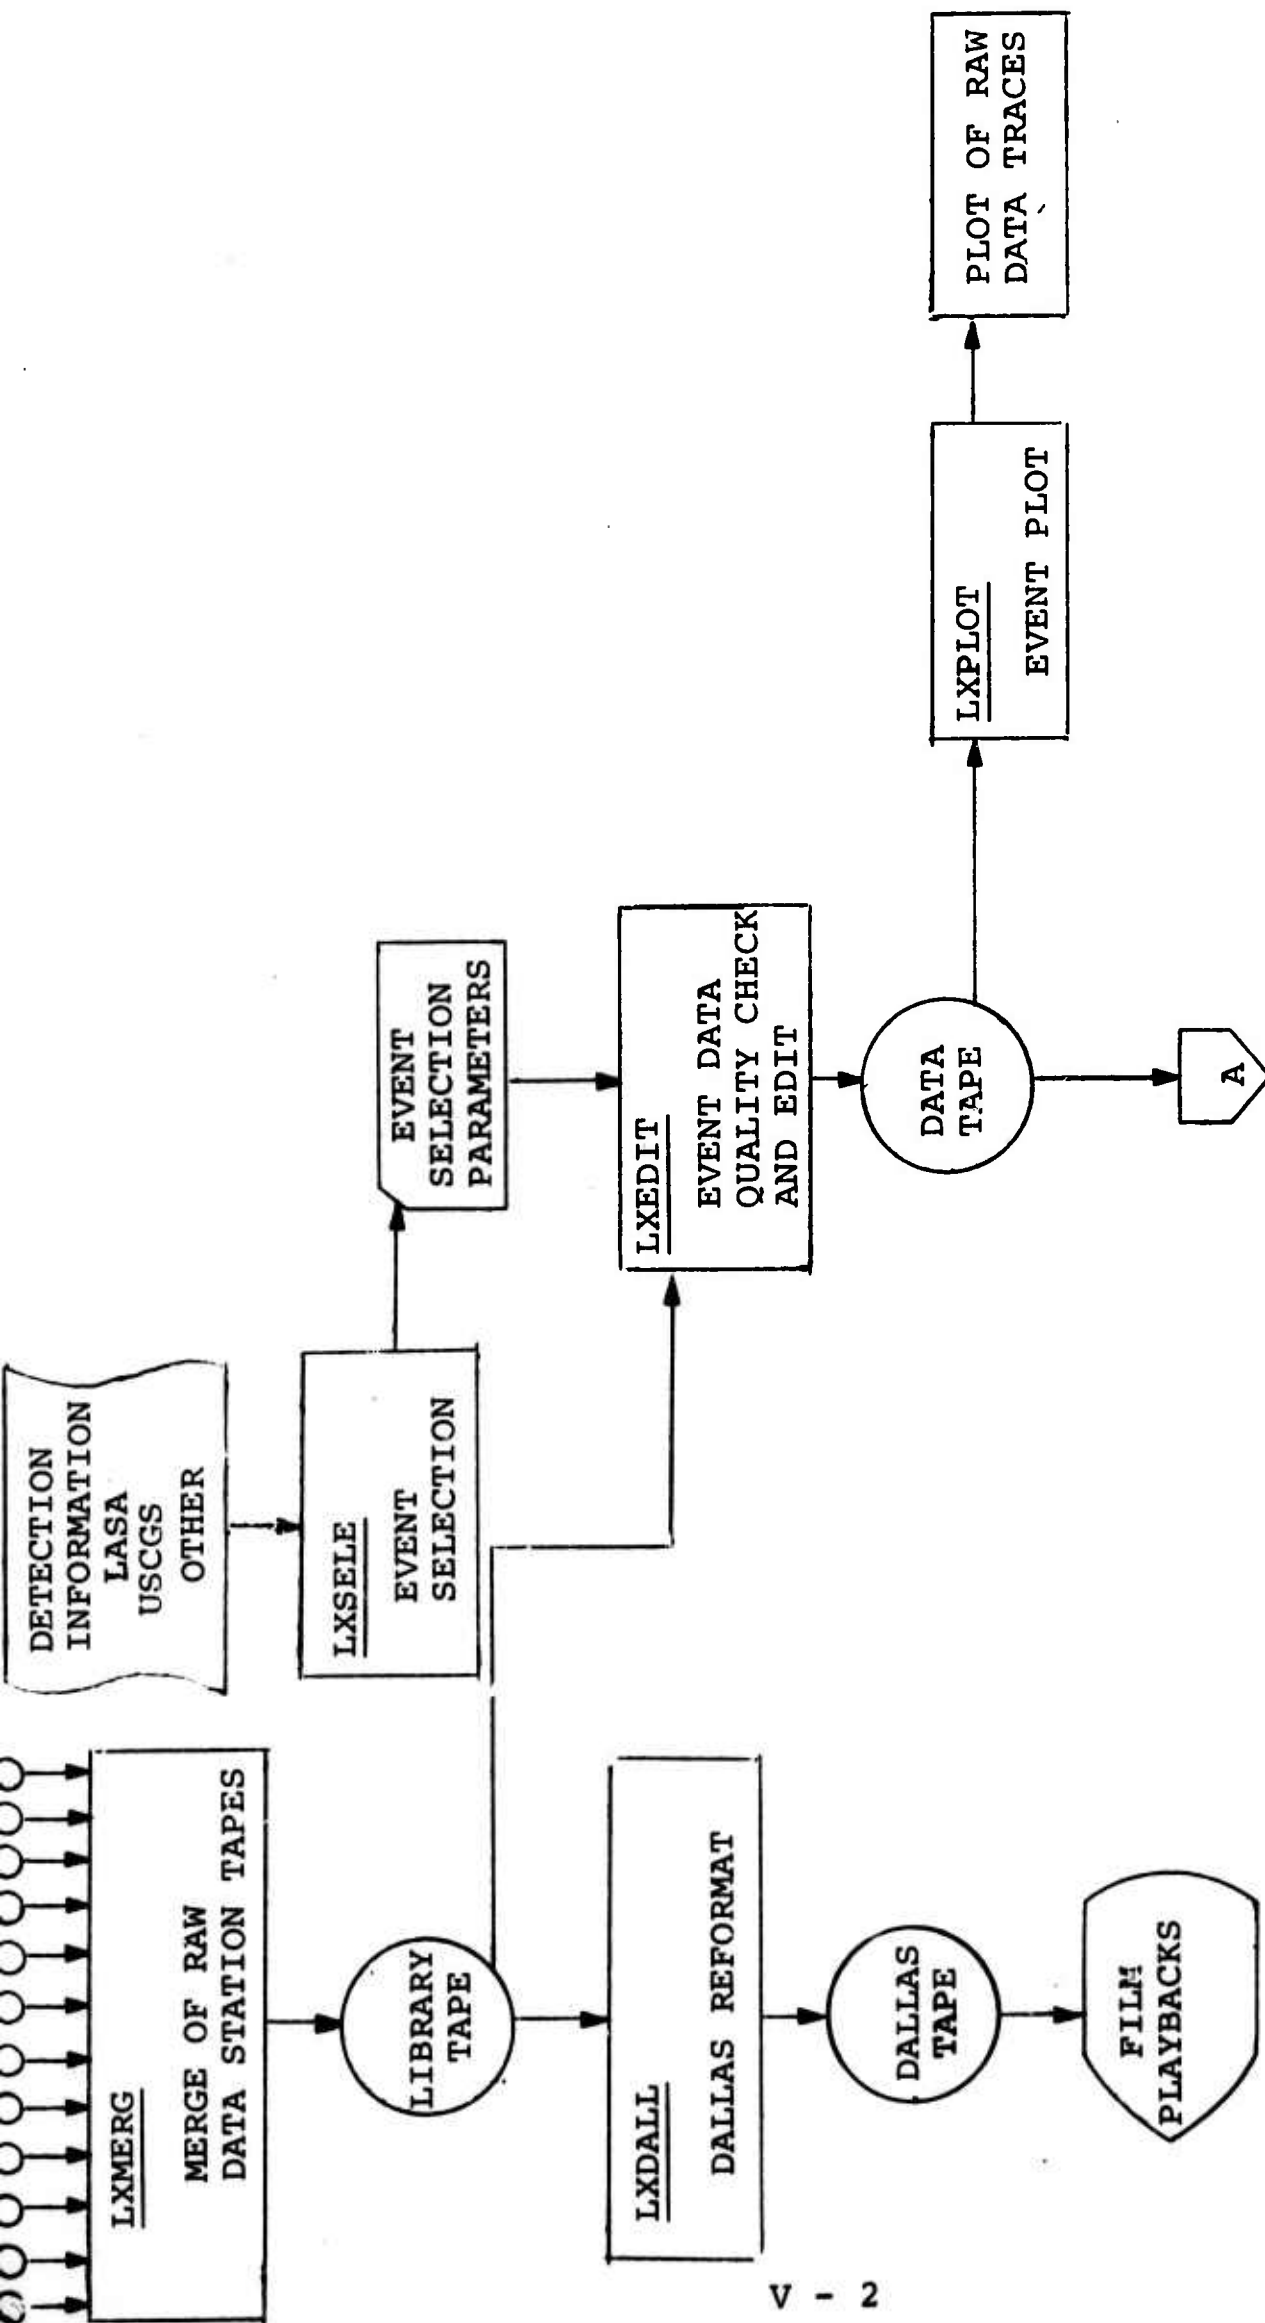 LXMERG
MERGE OF RAW
DATA STATION TAPES
LIBRARY
TAPE
LXDALL
DALLAS REFORMAT
DALLAS
TAPE
FILM
PLAYBACKS
DETECTION
INFORMATION
LASA
USCGS
OTHER
LXSELE
EVENT
SELECTION
EVENT
SELECTION
PARAMETERS
LXEDIT
EVENT DATA
QUALITY CHECK
AND EDIT
DATA
TAPE
A
LXPLOT
EVENT PLOT
PLOT OF RAW
DATA TRACES
V - 2